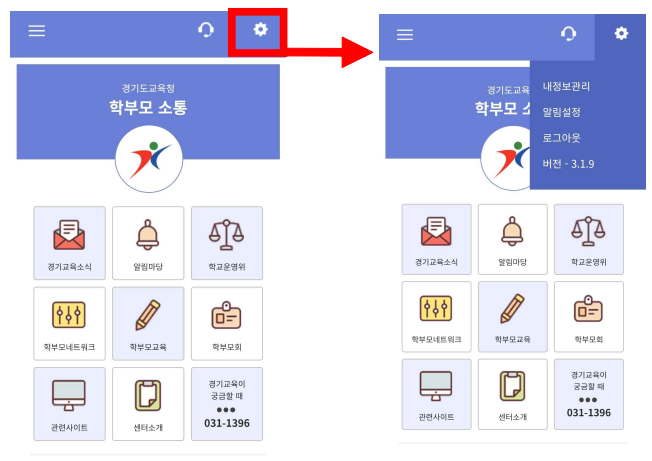 경기도교육청
학부모 소통
경기교육소식
알림마당
학교운영위
학부모네트워크
학부모교육
학부모회
관련사이트
센터소개
경기교육이
궁금할 때
031-1396
경기도교육
학부모 소
내정보관리
알림설정
로그아웃
버전 - 3.1.9
경기교육소식
알림마당
학교운영위
학부모네트워크
학부모교육
학부모회
관련사이트
센터소개
경기교육이
궁금할 때
031-1396